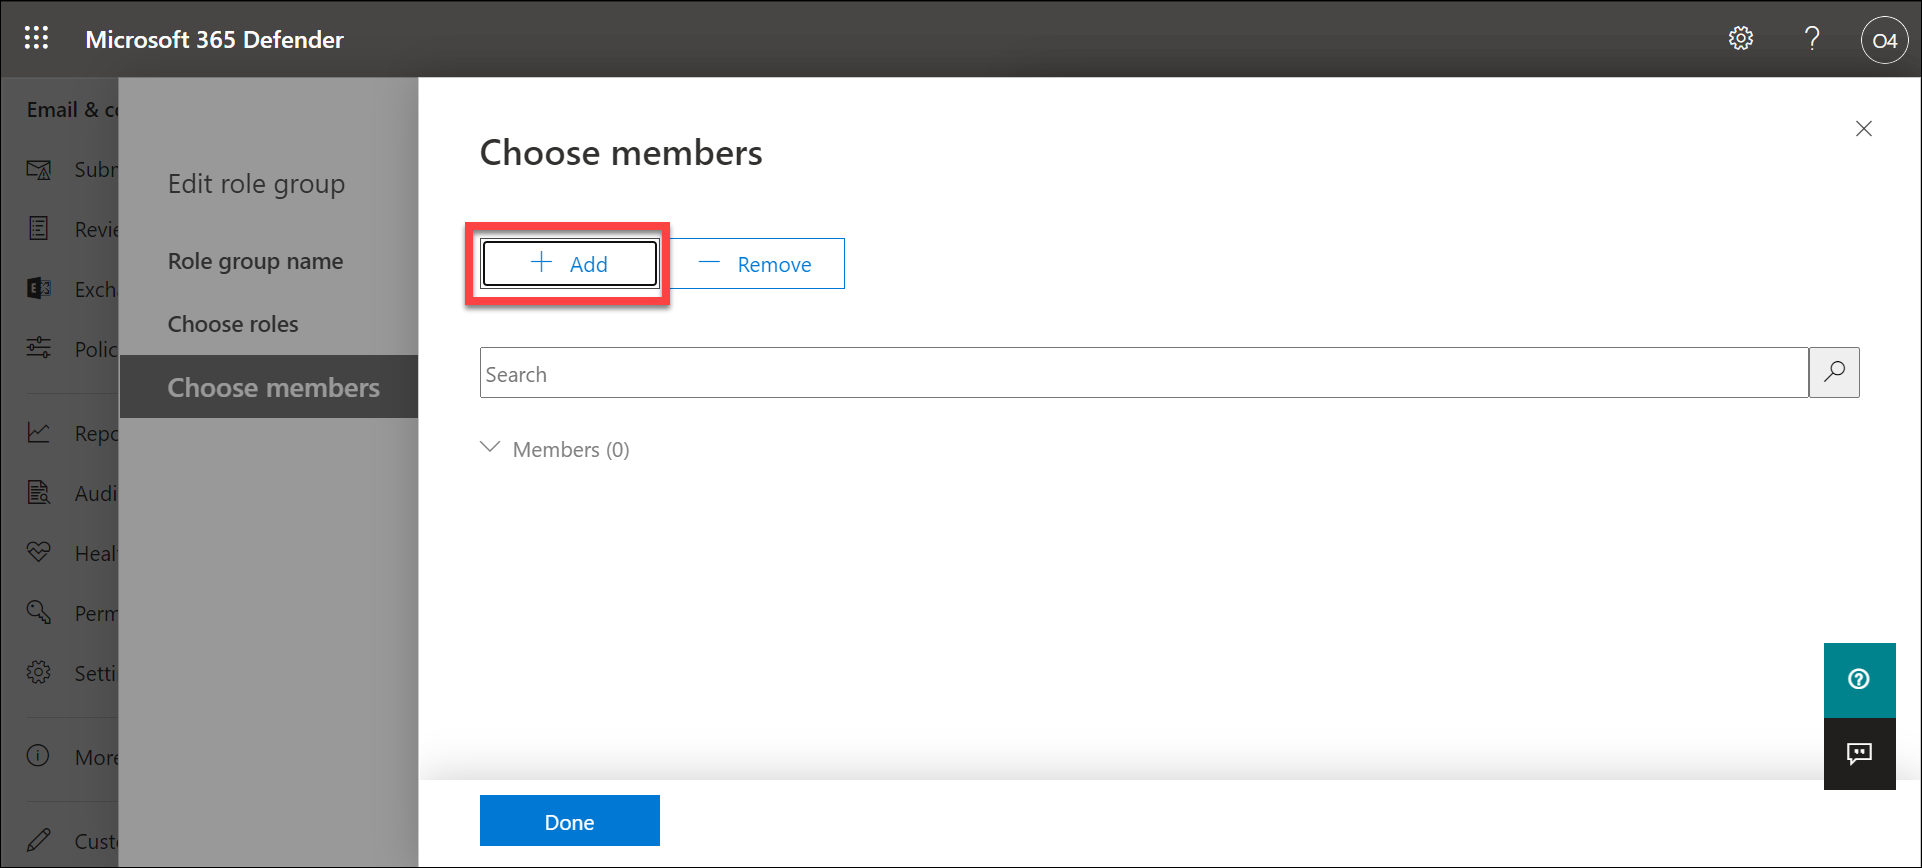 Microsoft 365 Defender
? O4
Email & c
Subr
Revie
Exch
Polic
Repo
Audi
Heal
Perm
Setti
More
Custo
Edit role group
Role group name
Choose roles
Choose members
Choose members
+ Add
— Remove
Search
Members (0)
Done